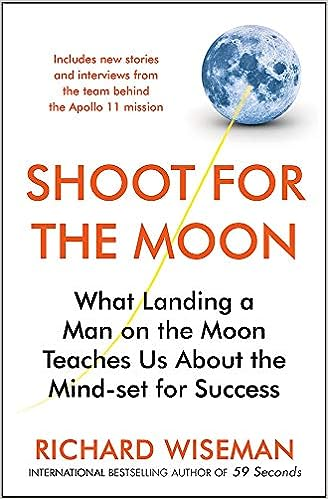 Includes new stories
and interviews from
the team behind
the Apollo 11 mission
SHOOT FOR
THE MOON
What Landing a
Man on the Moon
Teaches Us About the
Mind-set for Success
RICHARD WISEMAN
INTERNATIONAL BESTSELLING AUTHOR OF 59 Seconds